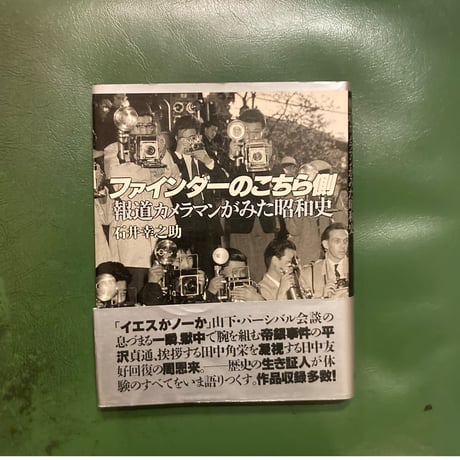 ファインダーのこちら側
報道カメラマンがみた昭和史
石井幸之助
「イエスかノーか」山下・パーシバル会談の
息づまる一瞬、獄中で腕を組む帝銀事件の平
沢貞通、挨拶する田中角栄を凝視する日中友
好回復の周恩来。――歴史の生き証人が体
験のすべてをいま語りつくす。作品収録多数!